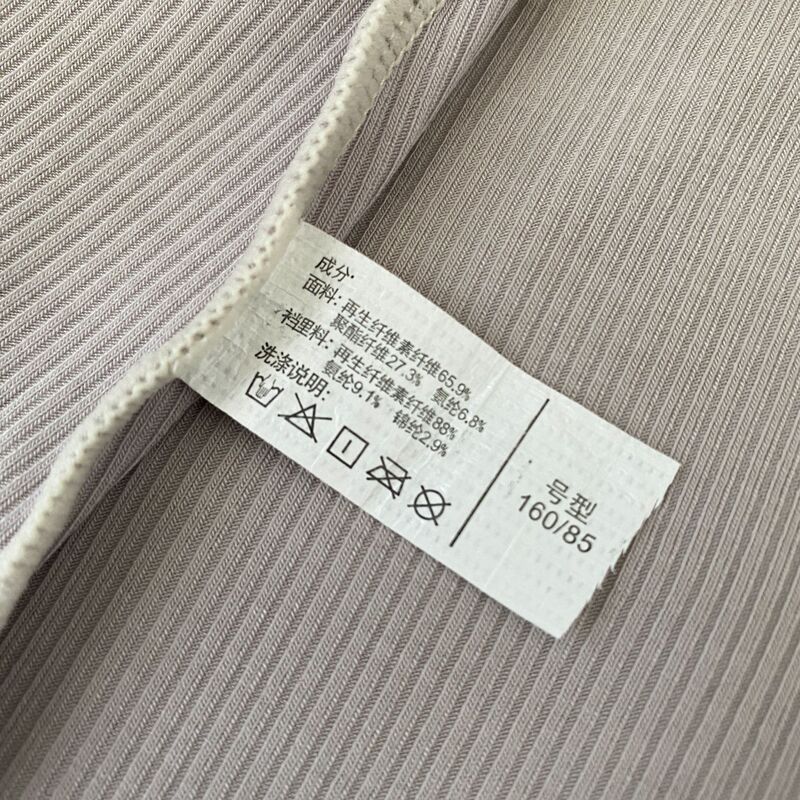 成分:
面料: 再生纤维素纤维65.9%
聚酯纤维27.3% 氨纶6.8%
裆里料: 再生纤维素纤维88%
氨纶9.1% 锦纶2.9%
洗涤说明:
号型
160/85